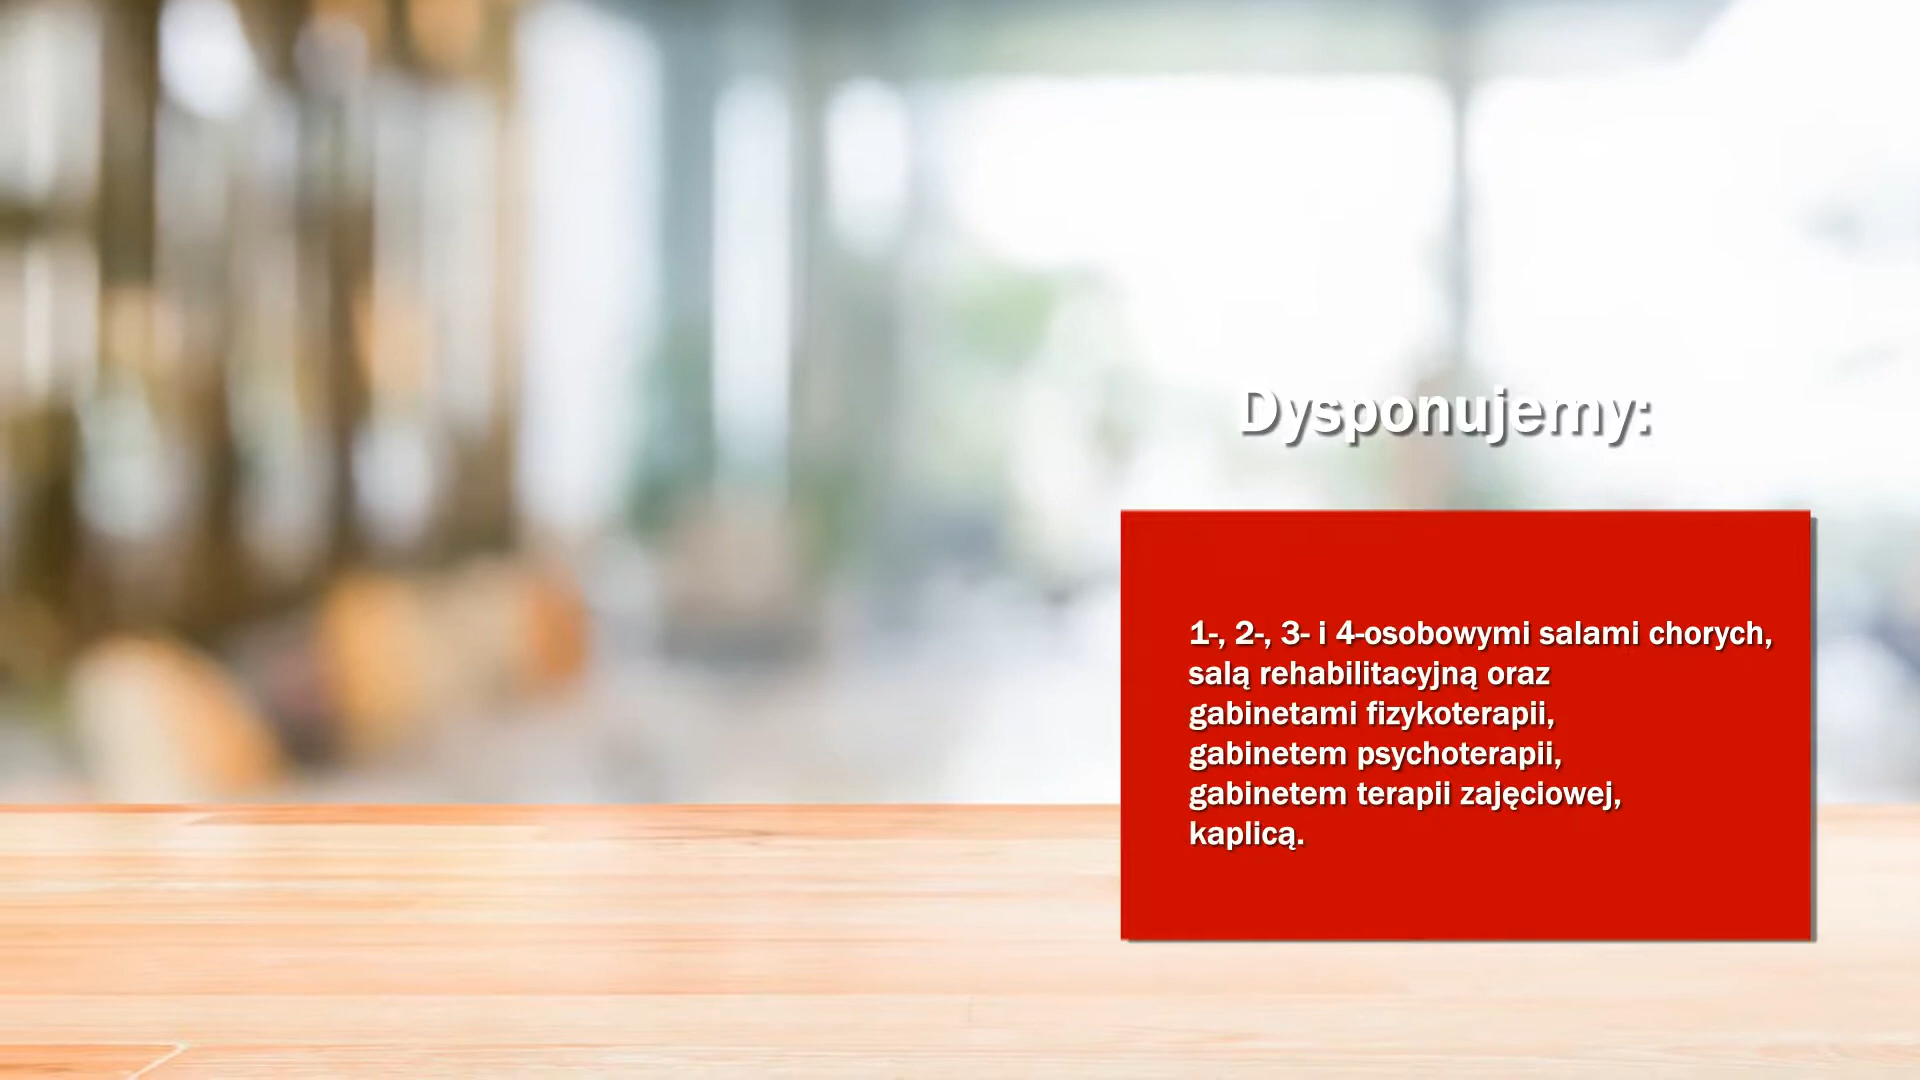 Dysponujemy:
1-, 2-, 3- i 4-osobowymi salami chorych,
salą rehabilitacyjną oraz
gabinetami fizykoterapii,
gabinetem psychoterapii,
gabinetem terapii zajęciowej,
kaplicą.